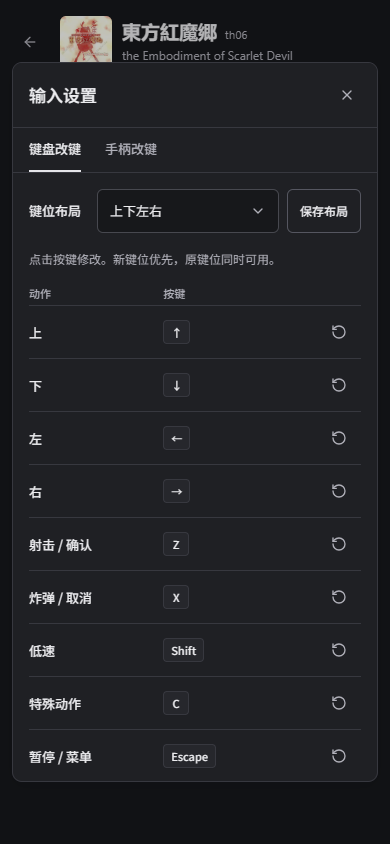 東方紅魔郷 th06
the Embodiment of Scarlet Devil
输入设置
键盘改键 手柄改键
键位布局 上下左右 保存布局
点击按键修改。新键位优先，原键位同时可用。
动作 按键
上 ↑
下 ↓
左 ←
右 →
射击 / 确认 Z
炸弹 / 取消 X
低速 Shift
特殊动作 C
暂停 / 菜单 Escape